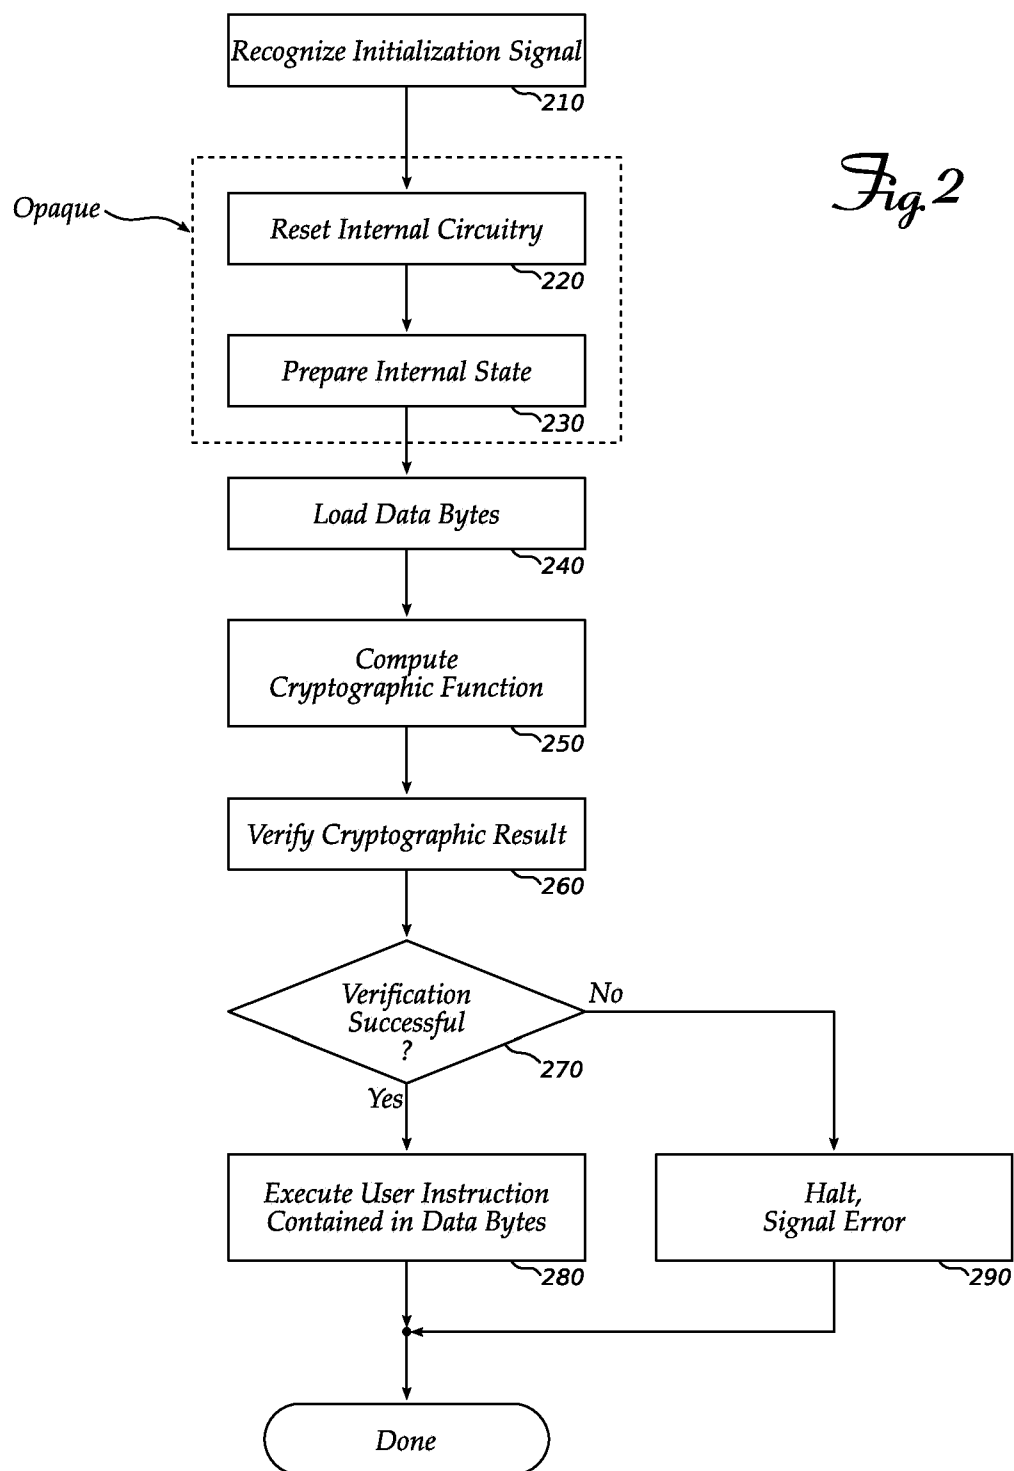 Recognize Initialization Signal
210
Fig. 2
Opaque
Reset Internal Circuitry
220
Prepare Internal State
230
Load Data Bytes
240
Compute
Cryptographic Function
250
Verify Cryptographic Result
260
Verification
Successful
?
No
270
Yes
Execute User Instruction
Contained in Data Bytes
280
Halt,
Signal Error
290
Done